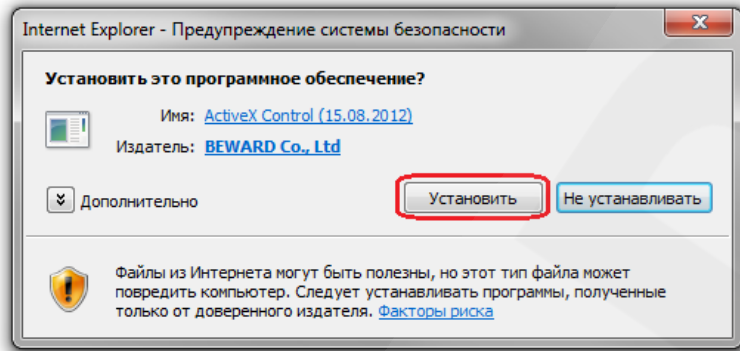 Internet Explorer - Предупреждение системы безопасности
Установить это программное обеспечение?
Имя: ActiveX Control (15.08.2012)
Издатель: BEWARD Co., Ltd
Дополнительно
Установить
Не устанавливать
Файлы из Интернета могут быть полезны, но этот тип файла может
повредить компьютер. Следует устанавливать программы, полученные
только от доверенного издателя. Факторы риска